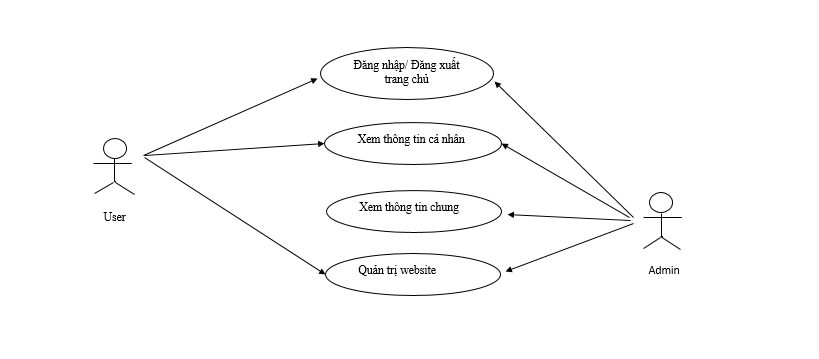 Đăng nhập/ Đăng xuất
trang chủ
Xem thông tin cá nhân
Xem thông tin chung
User
Quản trị website
Admin